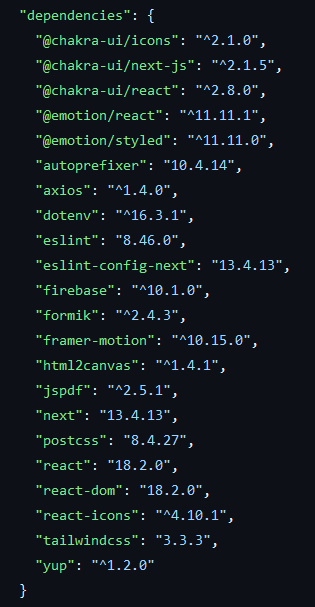 "dependencies": {
"@chakra-ui/icons": "^2.1.0",
"@chakra-ui/next-js": "^2.1.5",
"@chakra-ui/react": "^2.8.0",
"@emotion/react": "^11.11.1",
"@emotion/styled": "^11.11.0",
"autoprefixer": "10.4.14",
"axios": "^1.4.0",
"dotenv": "^16.3.1",
"eslint": "8.46.0",
"eslint-config-next": "13.4.13",
"firebase": "^10.1.0",
"formik": "^2.4.3",
"framer-motion": "^10.15.0",
"html2canvas": "^1.4.1",
"jspdf": "^2.5.1",
"next": "13.4.13",
"postcss": "8.4.27",
"react": "18.2.0",
"react-dom": "18.2.0",
"react-icons": "^4.10.1",
"tailwindcss": "3.3.3",
"yup": "^1.2.0"
}